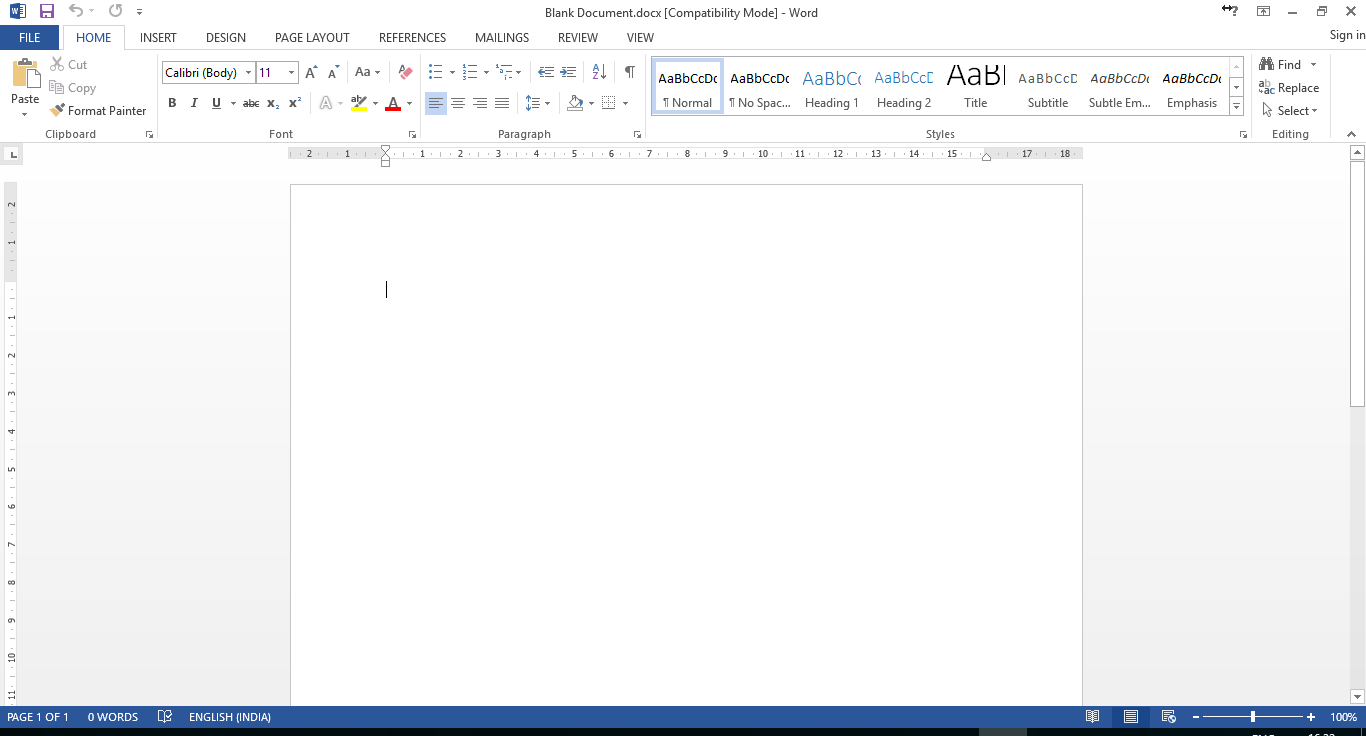 Blank Document.docx [Compatibility Mode] - Word
FILE HOME INSERT DESIGN PAGE LAYOUT REFERENCES MAILINGS REVIEW VIEW Sign in
Paste
Cut
Copy
Format Painter
Clipboard
Calibri (Body) 11 A A Aa
B I U abc x₂ x² A aby A
Font
Paragraph
AaBbCcDc AaBbCcDc AaBbCc AaBbCcD AaBl AaBbCcD AaBbCcDc AaBbCcDc
¶ Normal ¶ No Spac... Heading 1 Heading 2 Title Subtitle Subtle Em... Emphasis
Styles
Find
Replace
Select
Editing
2 1 1 2 3 4 5 6 7 8 9 10 11 12 13 14 15 17 18
2
1
1
2
3
4
5
6
7
8
9
10
11
PAGE 1 OF 1 0 WORDS ENGLISH (INDIA) 100%